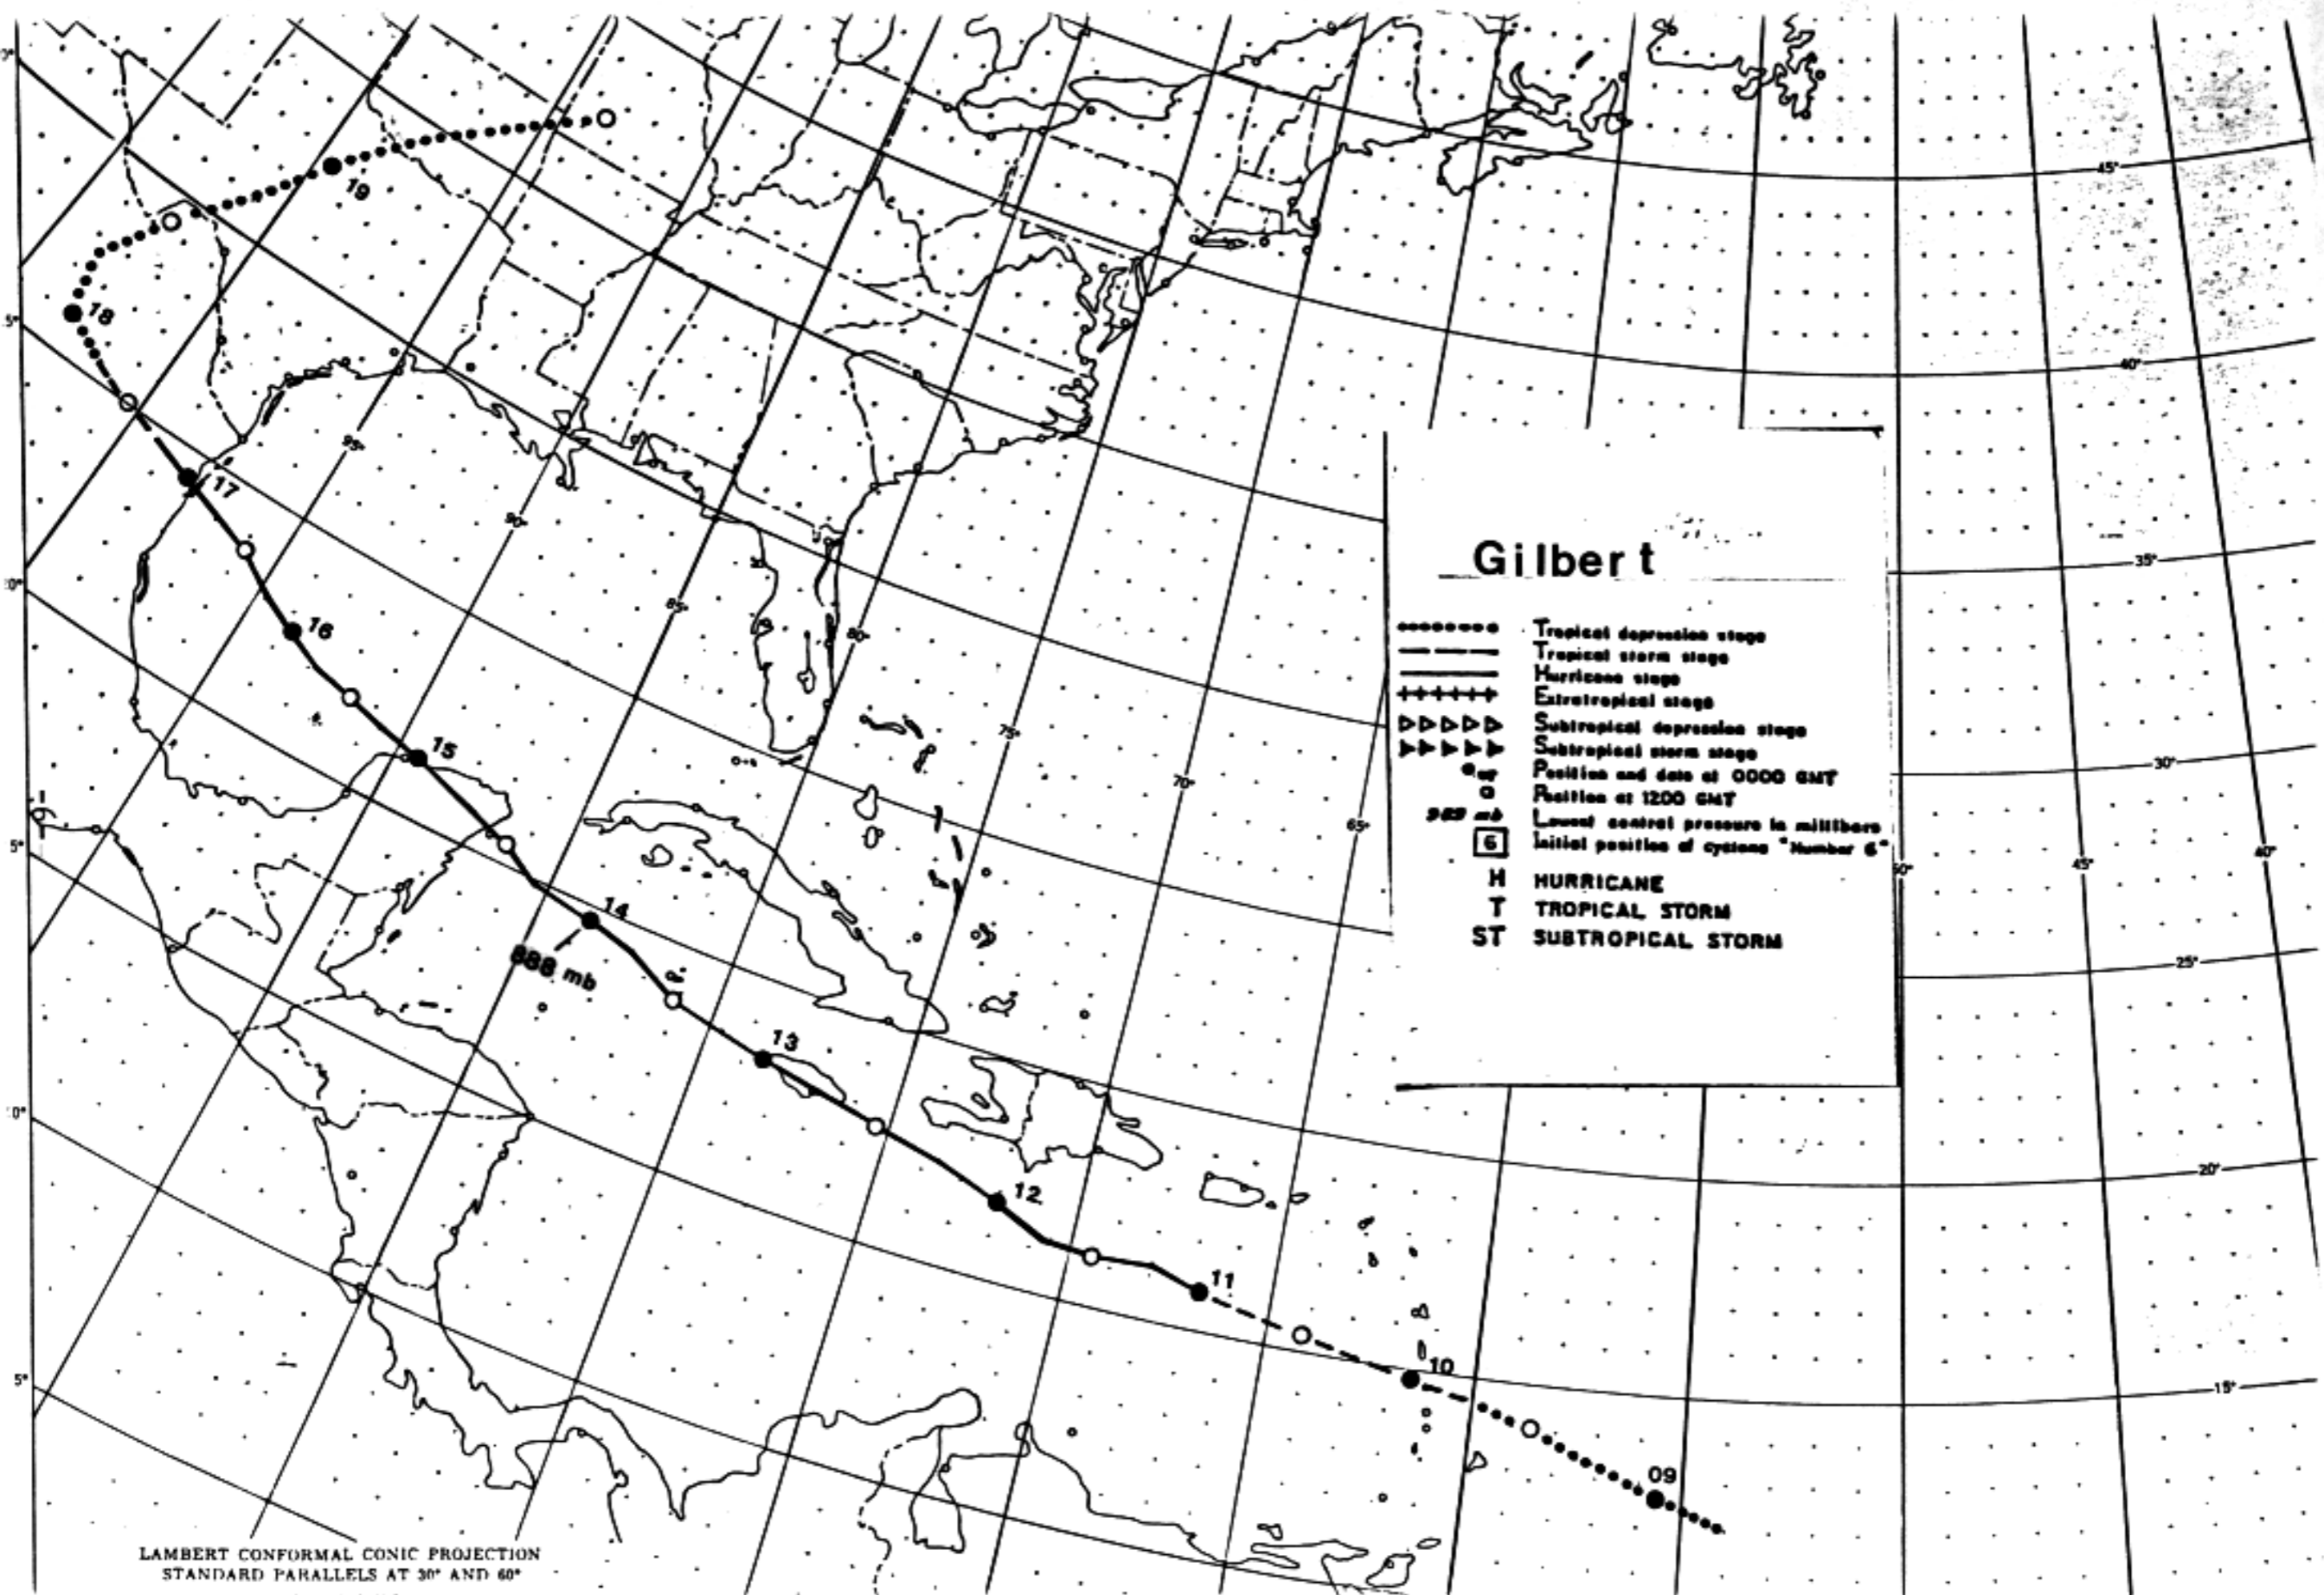 45°
40°
35°
30°
25°
20°
15°
95°
90°
85°
80°
75°
70°
65°
45°
40°
19
18
17
16
15
14
888 mb
13
12
11
10
09
Gilbert
Tropical depression stage
Tropical storm stage
Hurricane stage
Extratropical stage
Subtropical depression stage
Subtropical storm stage
Position and date at 0000 GMT
Position at 1200 GMT
989 mb Lowest central pressure in millibars
6 Initial position of cyclone "Number 6"
H HURRICANE
T TROPICAL STORM
ST SUBTROPICAL STORM
LAMBERT CONFORMAL CONIC PROJECTION
STANDARD PARALLELS AT 30° AND 60°